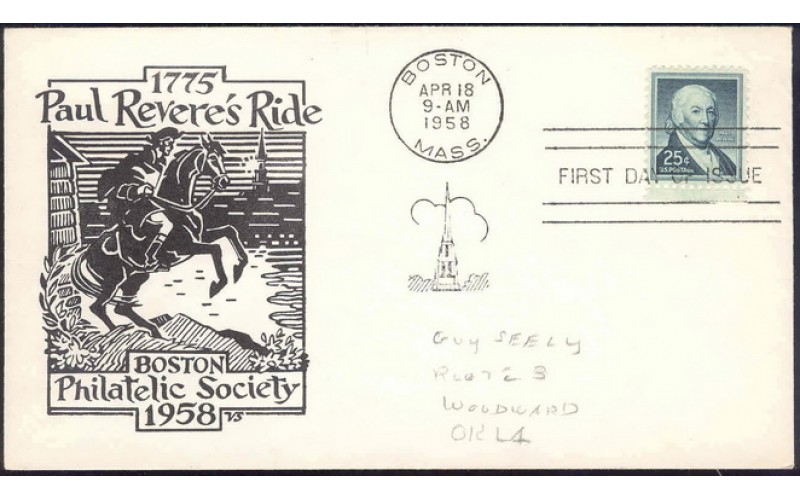 1775
Paul Revere's Ride
BOSTON
Philatelic Society
1958 VS
BOSTON
APR 18
9-AM
1958
MASS.
25¢
U.S. POSTAGE
FIRST DAY OF ISSUE
GUY SEELY
ROUTE 3
WOODWARD
OKLA